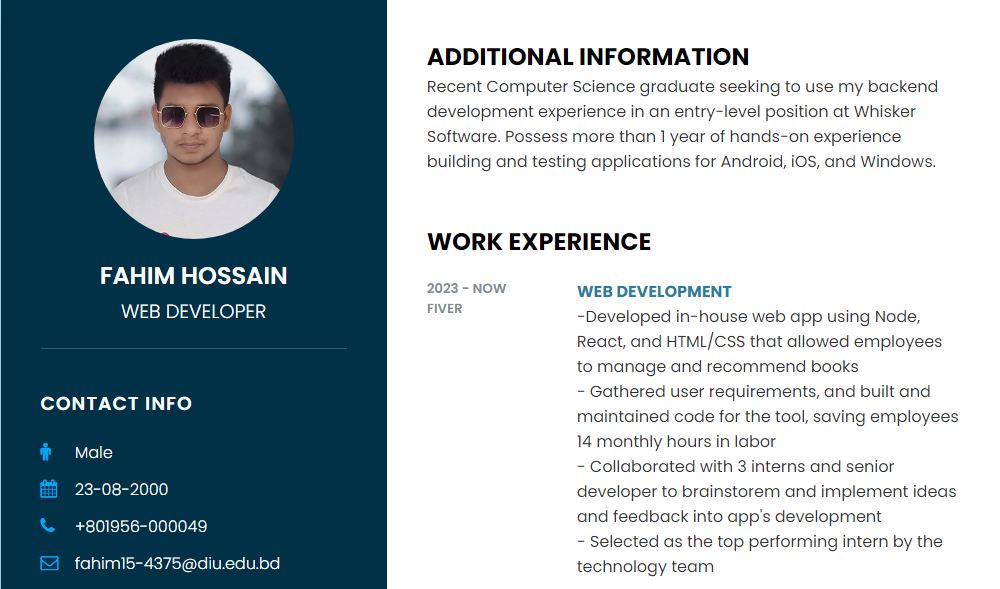 FAHIM HOSSAIN
WEB DEVELOPER
CONTACT INFO
Male
23-08-2000
+801956-000049
fahim15-4375@diu.edu.bd
ADDITIONAL INFORMATION
Recent Computer Science graduate seeking to use my backend
development experience in an entry-level position at Whisker
Software. Possess more than 1 year of hands-on experience
building and testing applications for Android, iOS, and Windows.
WORK EXPERIENCE
2023 - NOW
FIVER
WEB DEVELOPMENT
-Developed in-house web app using Node,
React, and HTML/CSS that allowed employees
to manage and recommend books
- Gathered user requirements, and built and
maintained code for the tool, saving employees
14 monthly hours in labor
- Collaborated with 3 interns and senior
developer to brainstorem and implement ideas
and feedback into app's development
- Selected as the top performing intern by the
technology team